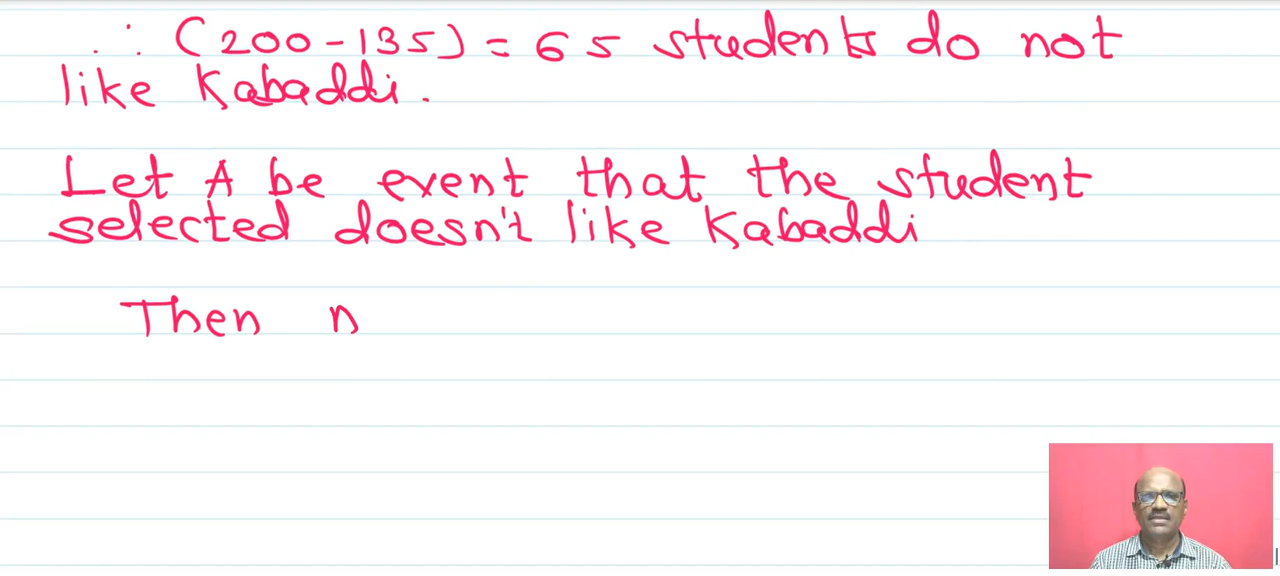 ∴ (200-135) = 65 students do not
like Kabaddi.
Let A be event that the student
selected doesn't like Kabaddi
Then n